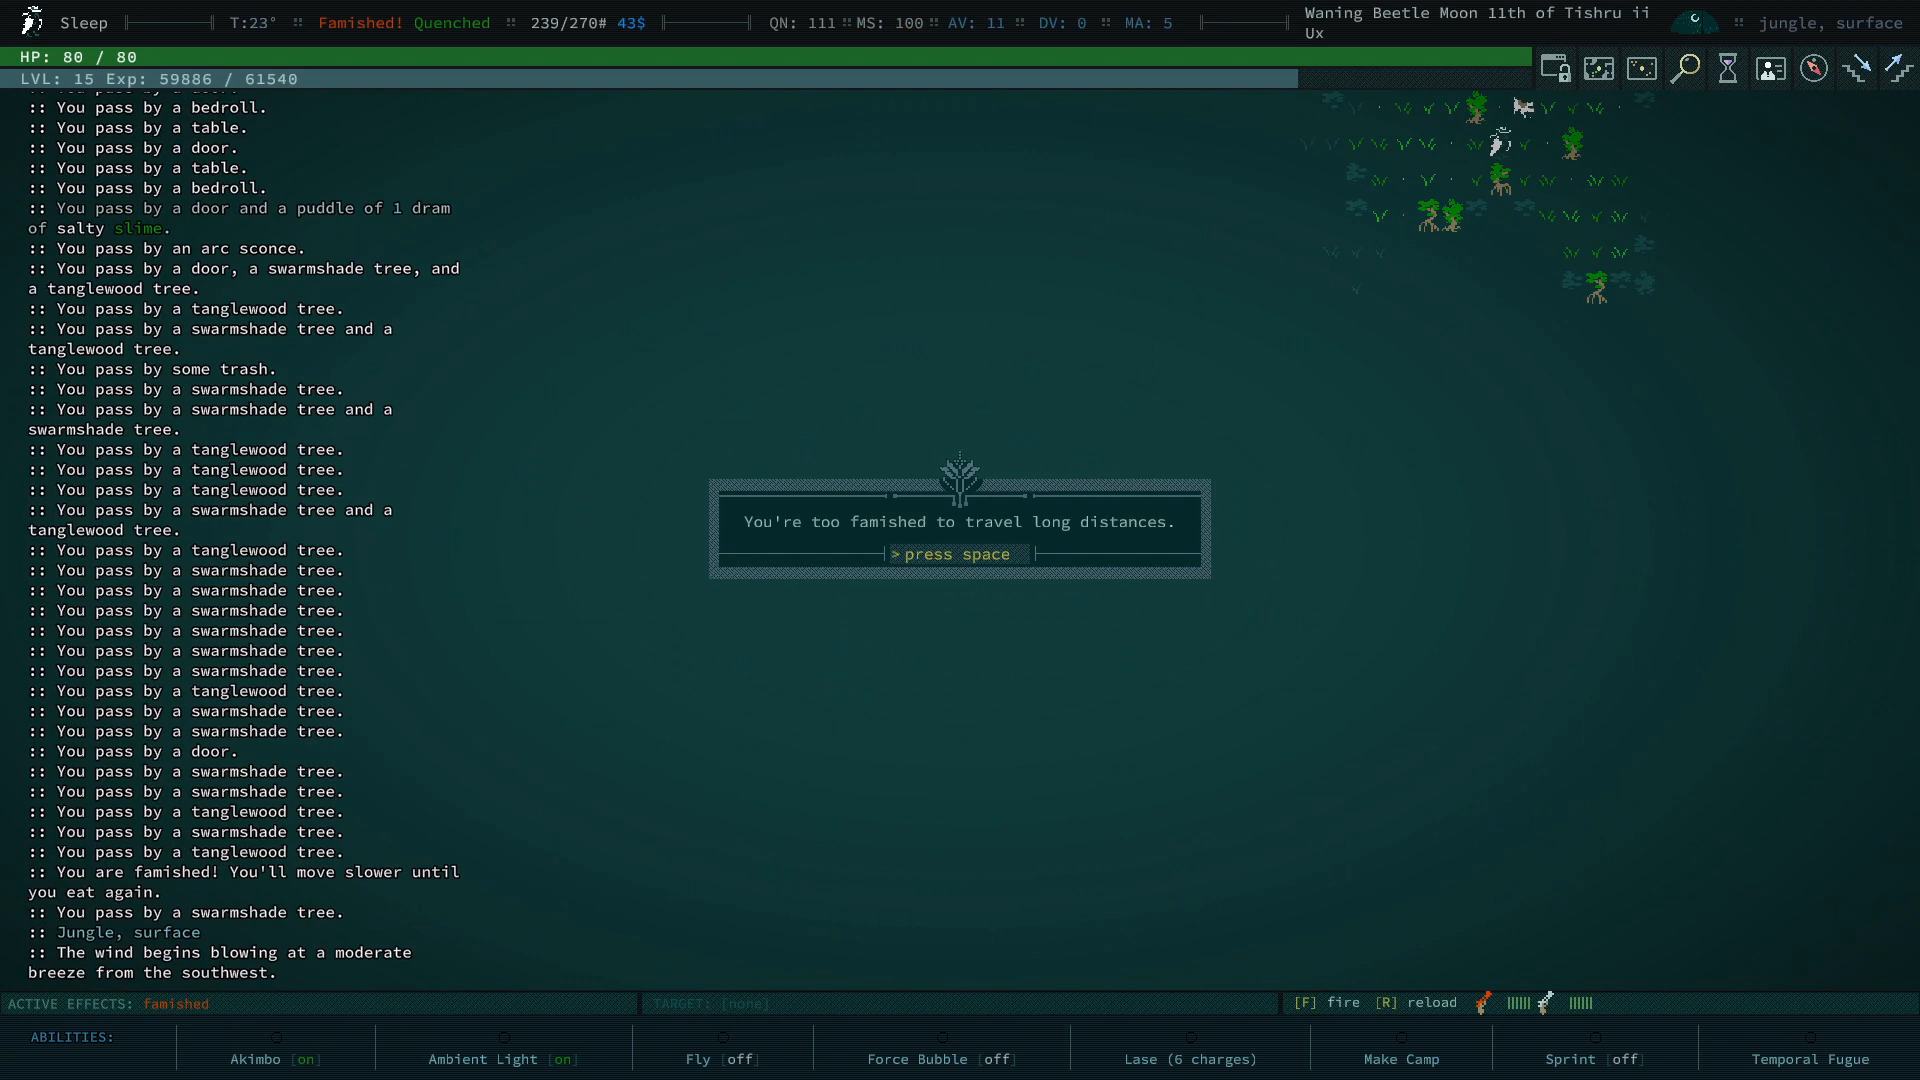 Sleep T:23° :: Famished! Quenched :: 239/270# 43$ QN: 111 :: MS: 100 :: AV: 11 :: DV: 0 :: MA: 5 Waning Beetle Moon 11th of Tishru ii Ux :: jungle, surface
HP: 80 / 80
LVL: 15 Exp: 59886 / 61540
:: You pass by a bedroll.
:: You pass by a table.
:: You pass by a door.
:: You pass by a table.
:: You pass by a bedroll.
:: You pass by a door and a puddle of 1 dram
of salty slime.
:: You pass by an arc sconce.
:: You pass by a door, a swarmshade tree, and
a tanglewood tree.
:: You pass by a tanglewood tree.
:: You pass by a swarmshade tree and a
tanglewood tree.
:: You pass by some trash.
:: You pass by a swarmshade tree.
:: You pass by a swarmshade tree and a
swarmshade tree.
:: You pass by a tanglewood tree.
:: You pass by a tanglewood tree.
:: You pass by a tanglewood tree.
:: You pass by a swarmshade tree and a
tanglewood tree.
:: You pass by a tanglewood tree.
:: You pass by a swarmshade tree.
:: You pass by a swarmshade tree.
:: You pass by a swarmshade tree.
:: You pass by a swarmshade tree.
:: You pass by a swarmshade tree.
:: You pass by a swarmshade tree.
:: You pass by a tanglewood tree.
:: You pass by a swarmshade tree.
:: You pass by a swarmshade tree.
:: You pass by a door.
:: You pass by a swarmshade tree.
:: You pass by a swarmshade tree.
:: You pass by a tanglewood tree.
:: You pass by a swarmshade tree.
:: You pass by a tanglewood tree.
:: You are famished! You'll move slower until
you eat again.
:: You pass by a swarmshade tree.
:: Jungle, surface
:: The wind begins blowing at a moderate
breeze from the southwest.
You're too famished to travel long distances.
> press space
ACTIVE EFFECTS: famished TARGET: [none] [F] fire [R] reload
ABILITIES: Akimbo [on] Ambient Light [on] Fly [off] Force Bubble [off] Lase (6 charges) Make Camp Sprint [off] Temporal Fugue